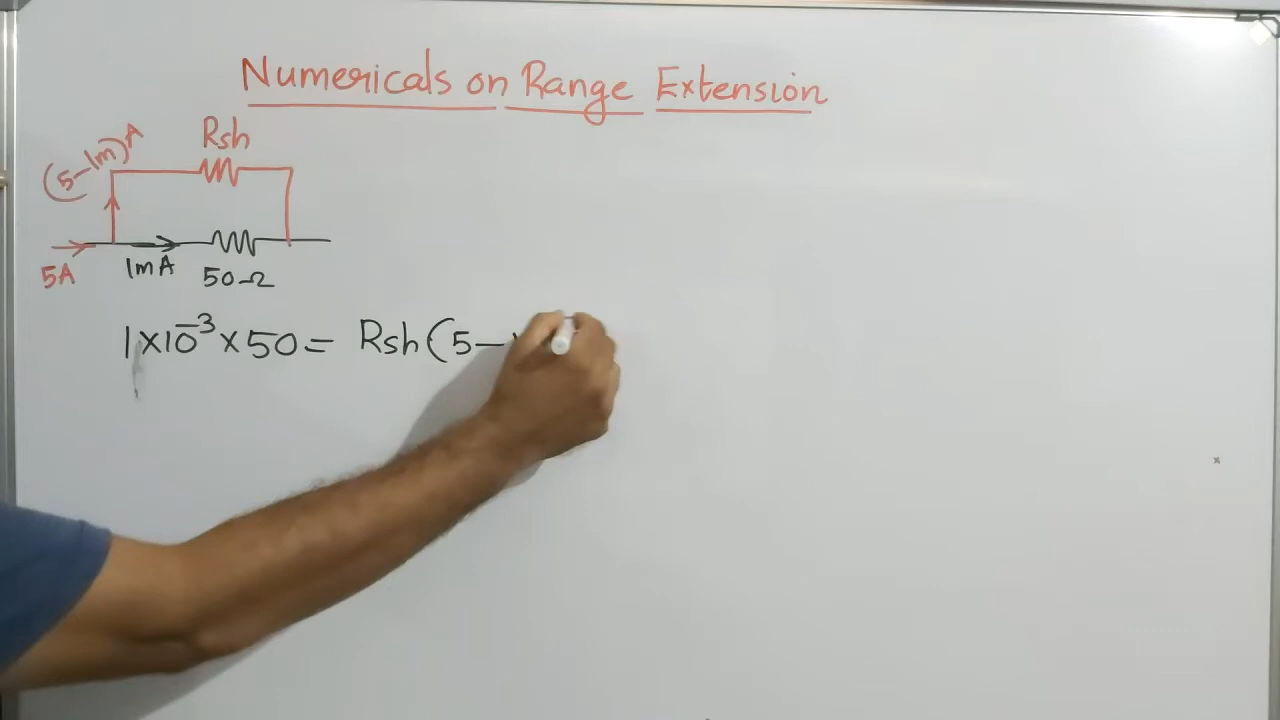 Numericals on Range Extension
(5-1m)A
Rsh
5A
1mA
50Ω
1×10⁻³×50= Rsh(5-